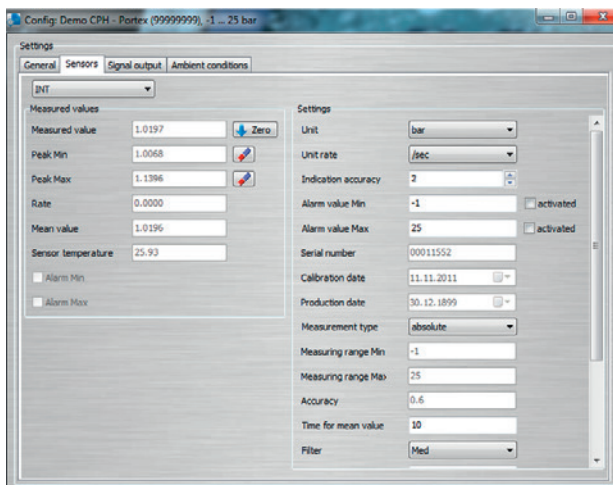 Config: Demo CPH - Portex (99999999), -1 ... 25 bar
Settings
General Sensors Signal output Ambient conditions
INT
Measured values
Measured value 1.0197 Zero
Peak Min 1.0068
Peak Max 1.1396
Rate 0.0000
Mean value 1.0196
Sensor temperature 25.93
Alarm Min
Alarm Max
Settings
Unit bar
Unit rate /sec
Indication accuracy 2
Alarm value Min -1 activated
Alarm value Max 25 activated
Serial number 00011552
Calibration date 11.11.2011
Production date 30.12.1899
Measurement type absolute
Measuring range Min -1
Measuring range Max 25
Accuracy 0.6
Time for mean value 10
Filter Med